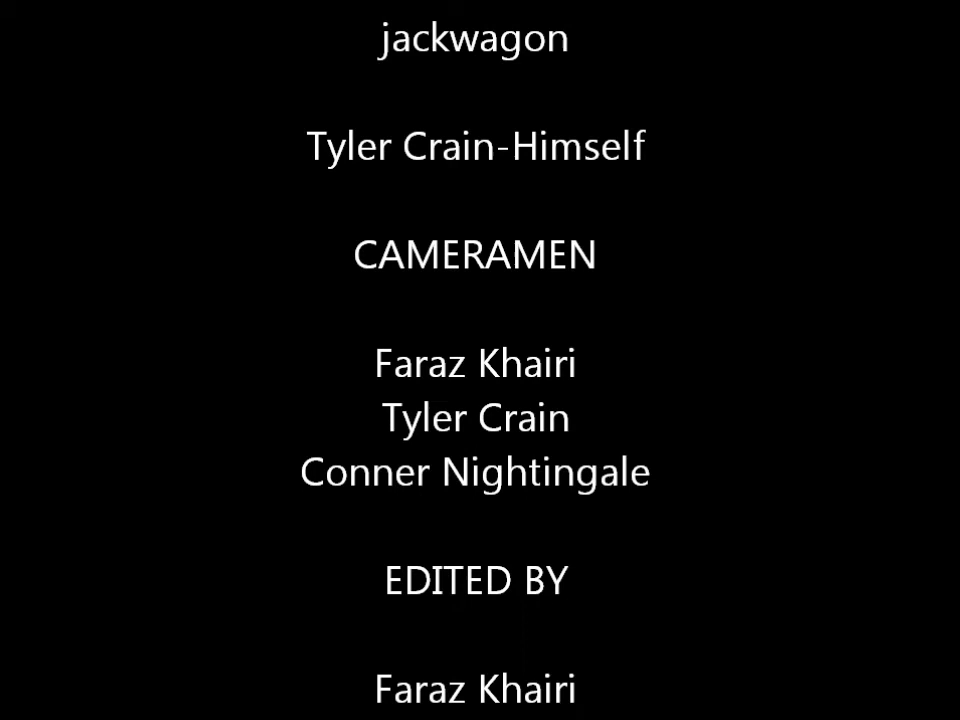 jackwagon
Tyler Crain-Himself
CAMERAMEN
Faraz Khairi
Tyler Crain
Conner Nightingale
EDITED BY
Faraz Khairi